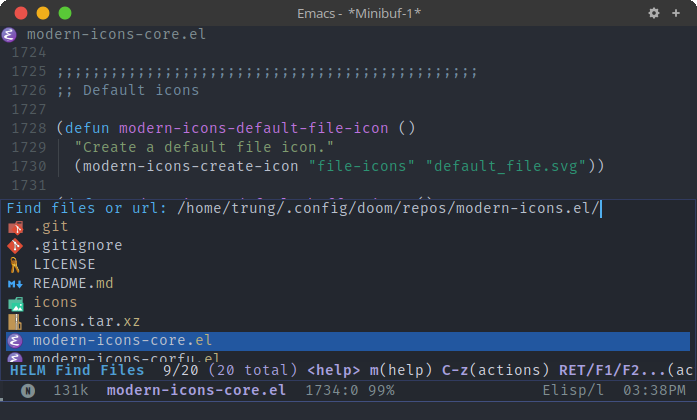 Emacs - *Minibuf-1*
modern-icons-core.el
1724
1725 ;;;;;;;;;;;;;;;;;;;;;;;;;;;;;;;;;;;;;;;;;;;;;;;
1726 ;; Default icons
1727
1728 (defun modern-icons-default-file-icon ()
1729 "Create a default file icon."
1730 (modern-icons-create-icon "file-icons" "default_file.svg"))
1731
Find files or url: /home/trung/.config/doom/repos/modern-icons.el/
.git
.gitignore
LICENSE
README.md
icons
icons.tar.xz
modern-icons-core.el
modern-icons-corfu.el
HELM Find Files 9/20 (20 total) <help> m(help) C-z(actions) RET/F1/F2...(ac
N 131k modern-icons-core.el 1734:0 99% Elisp/l 03:38PM